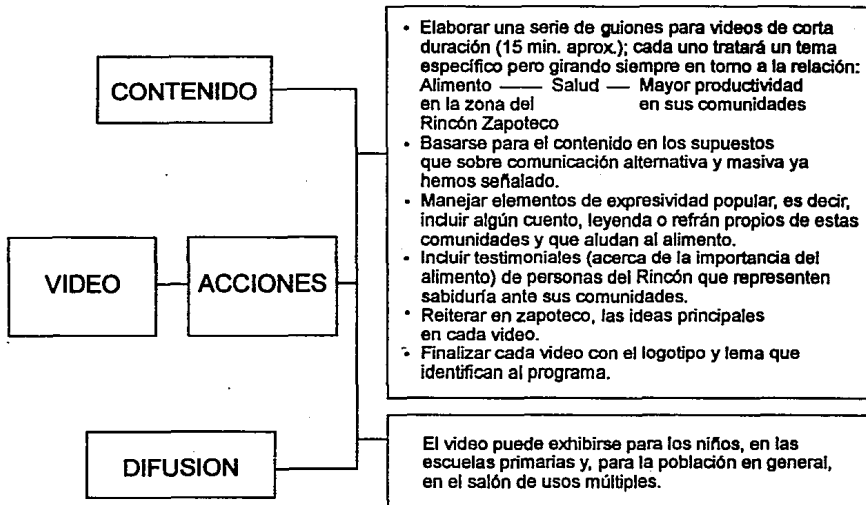 CONTENIDO
• Elaborar una serie de guiones para videos de corta
duración (15 min. aprox.); cada uno tratará un tema
específico pero girando siempre en torno a la relación:
Alimento —— Salud — Mayor productividad
en la zona del en sus comunidades
Rincón Zapoteco
• Basarse para el contenido en los supuestos
que sobre comunicación alternativa y masiva ya
hemos señalado.
• Manejar elementos de expresividad popular, es decir,
incluir algún cuento, leyenda o refrán propios de estas
comunidades y que aludan al alimento.
• Incluir testimoniales (acerca de la importancia del
alimento) de personas del Rincón que representen
sabiduría ante sus comunidades.
• Reiterar en zapoteco, las ideas principales
en cada video.
• Finalizar cada video con el logotipo y lema que
identifican al programa.
VIDEO
ACCIONES
DIFUSION
El video puede exhibirse para los niños, en las
escuelas primarias y, para la población en general,
en el salón de usos múltiples.